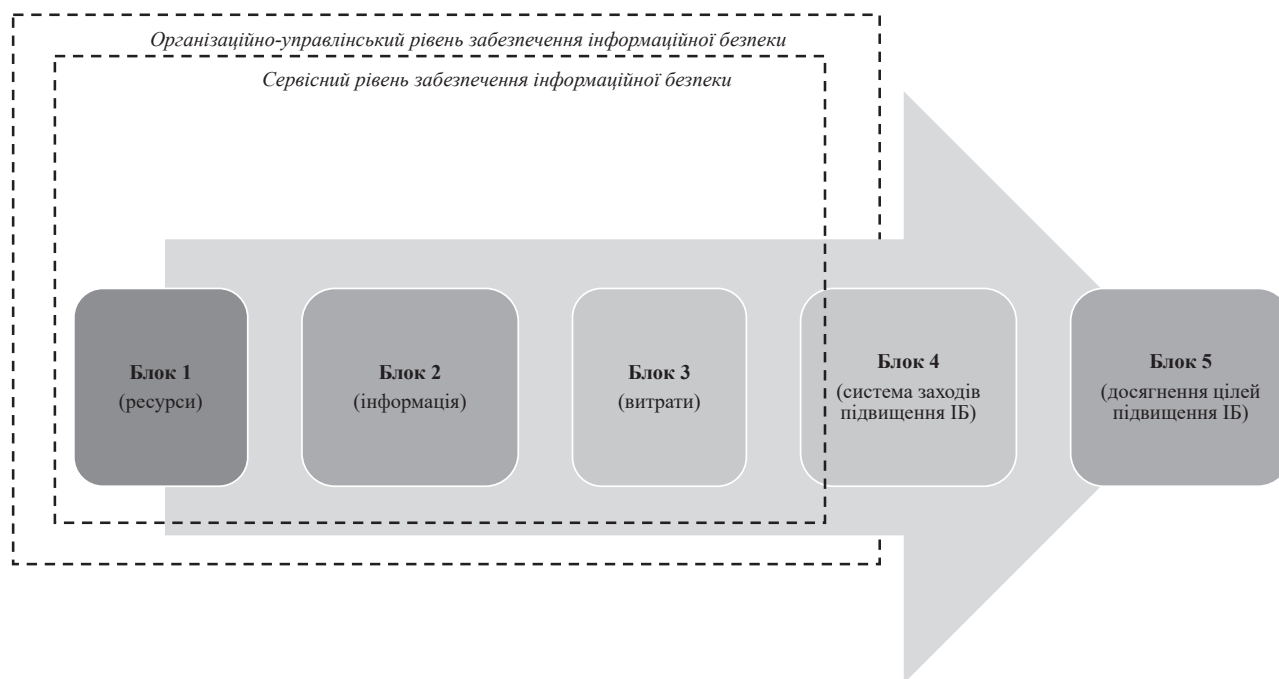 Організаційно-управлінський рівень забезпечення інформаційної безпеки
Сервісний рівень забезпечення інформаційної безпеки
Блок 1
(ресурси)
Блок 2
(інформація)
Блок 3
(витрати)
Блок 4
(система заходів
підвищення ІБ)
Блок 5
(досягнення цілей
підвищення ІБ)